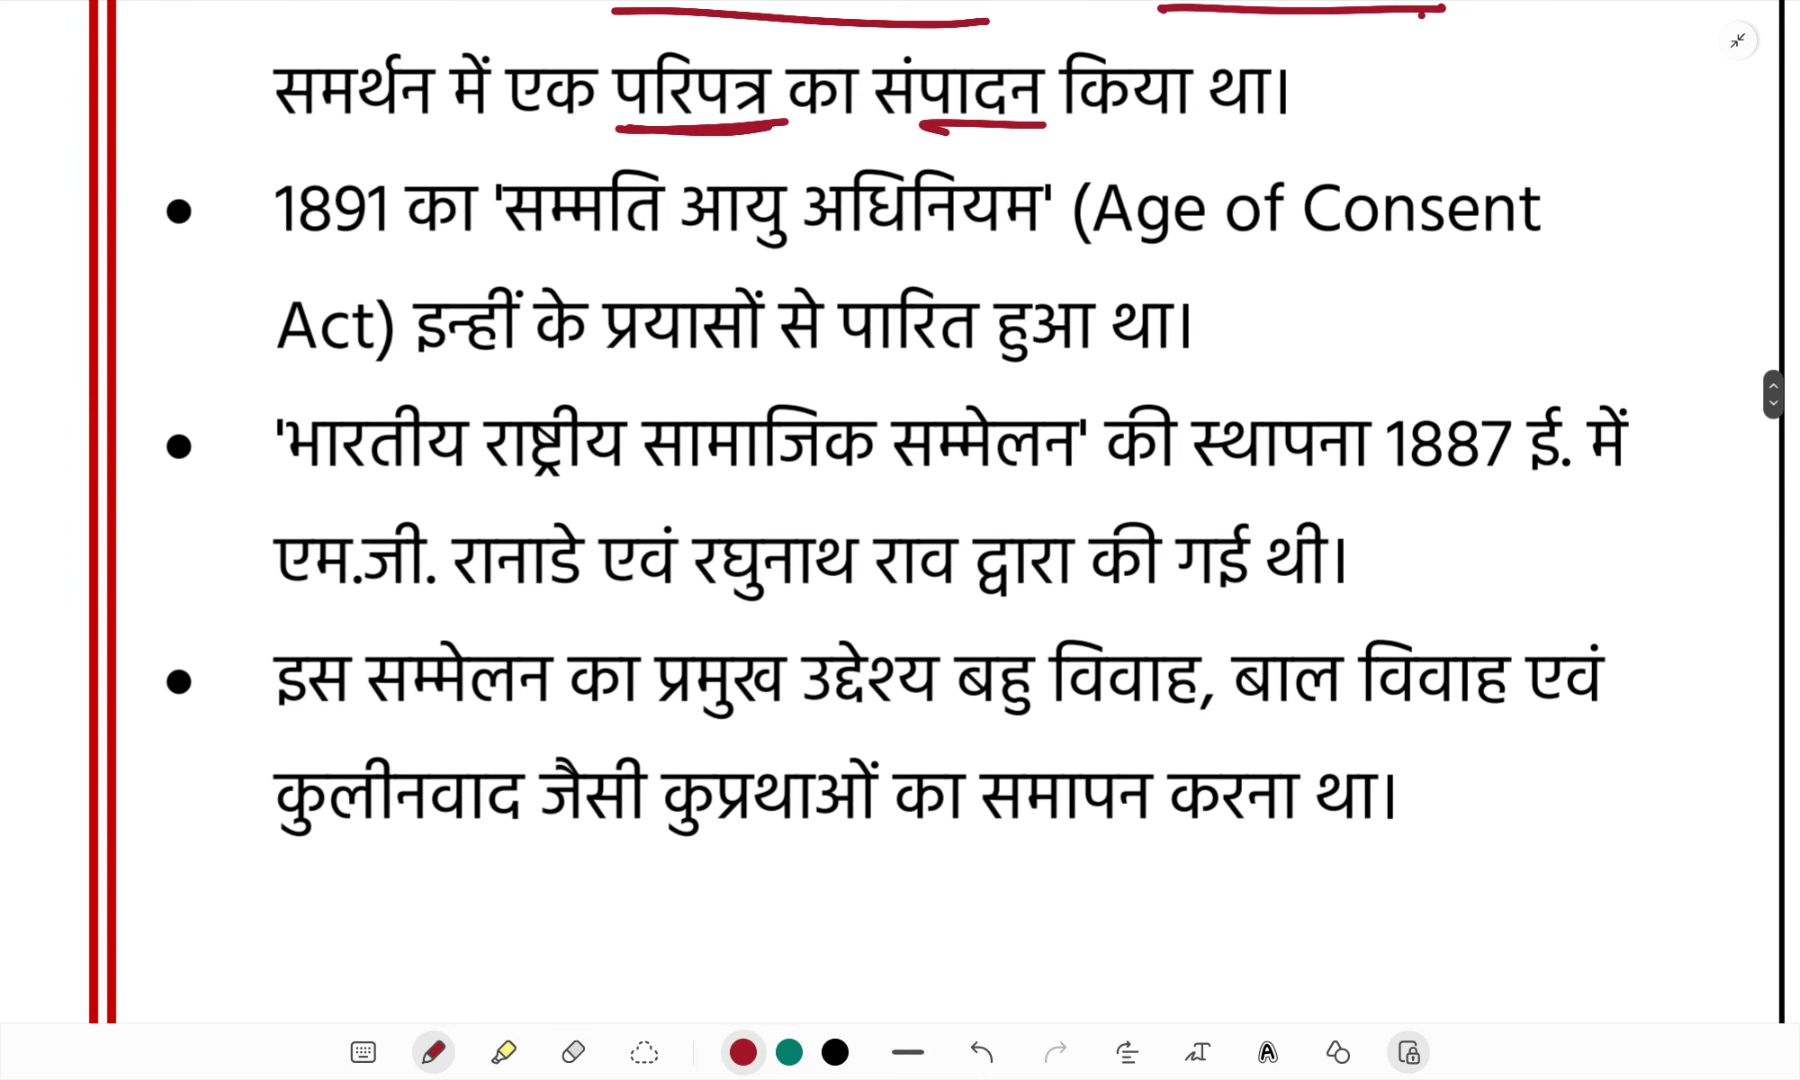 समर्थन में एक परिपत्र का संपादन किया था।
• 1891 का 'सम्मति आयु अधिनियम' (Age of Consent
Act) इन्हीं के प्रयासों से पारित हुआ था।
• 'भारतीय राष्ट्रीय सामाजिक सम्मेलन' की स्थापना 1887 ई. में
एम.जी. रानाडे एवं रघुनाथ राव द्वारा की गई थी।
• इस सम्मेलन का प्रमुख उद्देश्य बहु विवाह, बाल विवाह एवं
कुलीनवाद जैसी कुप्रथाओं का समापन करना था।